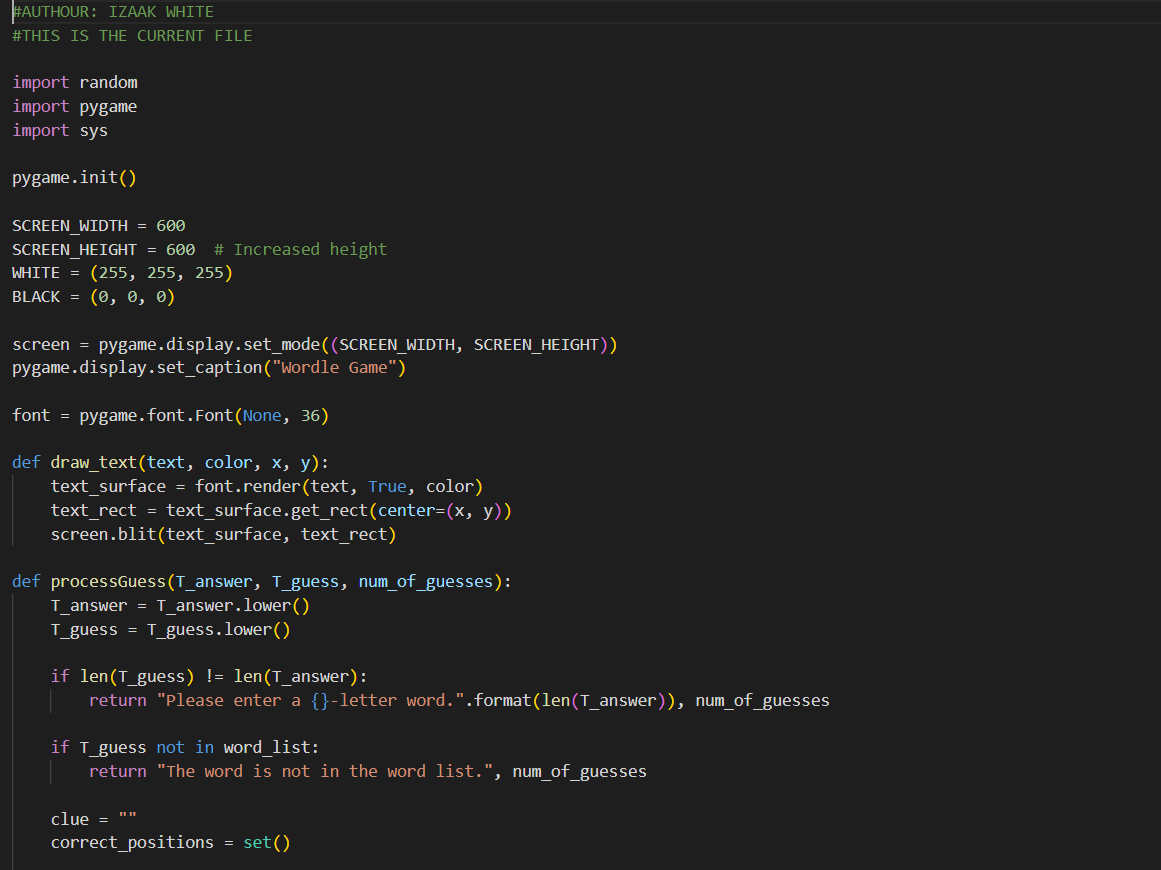 #AUTHOUR: IZAAK WHITE
#THIS IS THE CURRENT FILE

import random
import pygame
import sys

pygame.init()

SCREEN_WIDTH = 600
SCREEN_HEIGHT = 600  # Increased height
WHITE = (255, 255, 255)
BLACK = (0, 0, 0)

screen = pygame.display.set_mode((SCREEN_WIDTH, SCREEN_HEIGHT))
pygame.display.set_caption("Wordle Game")

font = pygame.font.Font(None, 36)

def draw_text(text, color, x, y):
    text_surface = font.render(text, True, color)
    text_rect = text_surface.get_rect(center=(x, y))
    screen.blit(text_surface, text_rect)

def processGuess(T_answer, T_guess, num_of_guesses):
    T_answer = T_answer.lower()
    T_guess = T_guess.lower()

    if len(T_guess) != len(T_answer):
        return "Please enter a {}-letter word.".format(len(T_answer)), num_of_guesses

    if T_guess not in word_list:
        return "The word is not in the word list.", num_of_guesses

    clue = ""
    correct_positions = set()